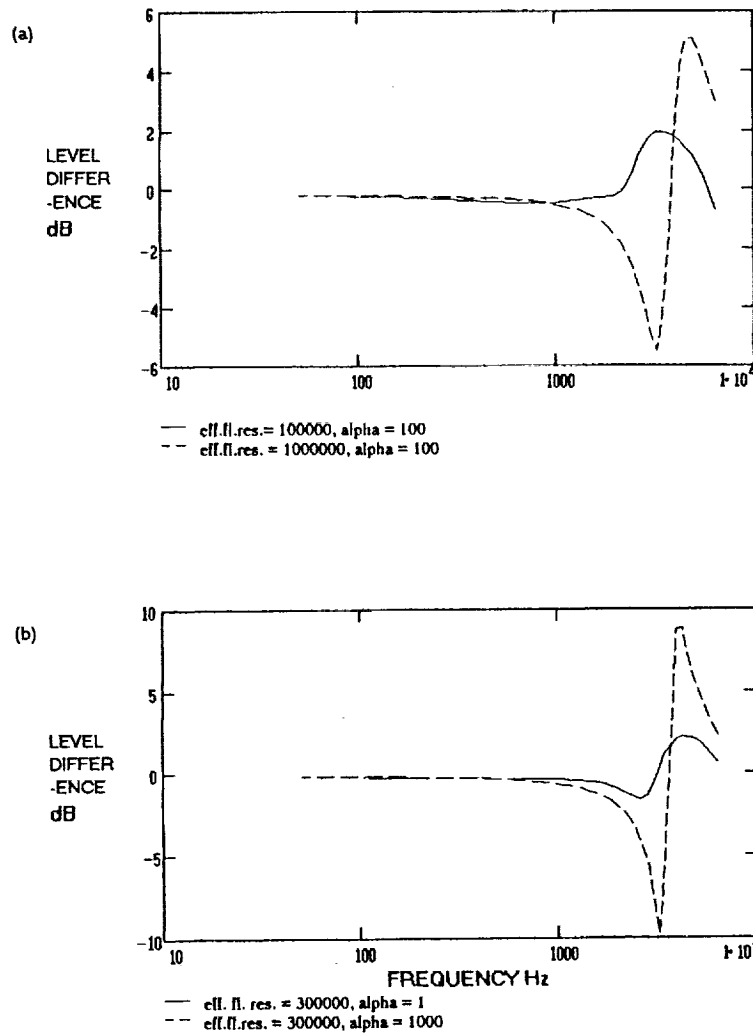 (a)
6
4
2
0
-2
-4
-6
LEVEL
DIFFER
-ENCE
dB
10
100
1000
1·10
eff.fl.res.= 100000, alpha = 100
eff.fl.res. = 1000000, alpha = 100
(b)
10
5
0
-5
-10
LEVEL
DIFFER
-ENCE
dB
10
100
1000
1·10
FREQUENCY Hz
eff. fl. res. = 300000, alpha = 1
eff.fl.res. = 300000, alpha = 1000